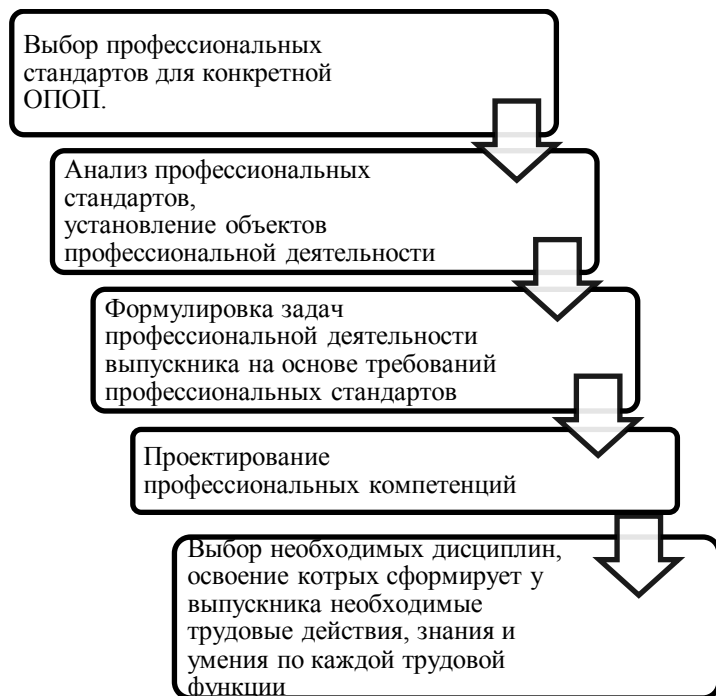 Выбор профессиональных
стандартов для конкретной
ОПОП.
Анализ профессиональных
стандартов,
установление объектов
профессиональной деятельности
Формулировка задач
профессиональной деятельности
выпускника на основе требований
профессиональных стандартов
Проектирование
профессиональных компетенций
Выбор необходимых дисциплин,
освоение котрых сформирует у
выпускника необходимые
трудовые действия, знания и
умения по каждой трудовой
функции